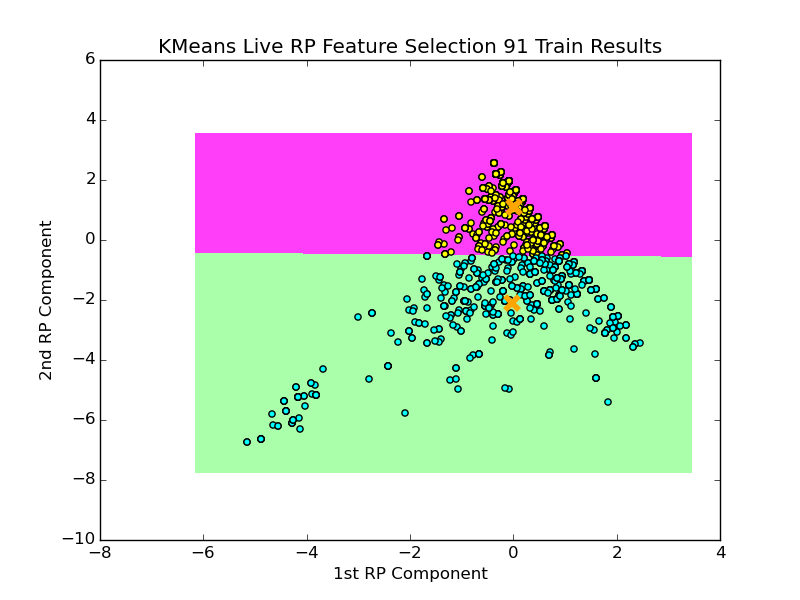 KMeans Live RP Feature Selection 91 Train Results
6
4
2
0
−2
−4
−6
−8
−10
2nd RP Component
−8 −6 −4 −2 0 2 4
1st RP Component